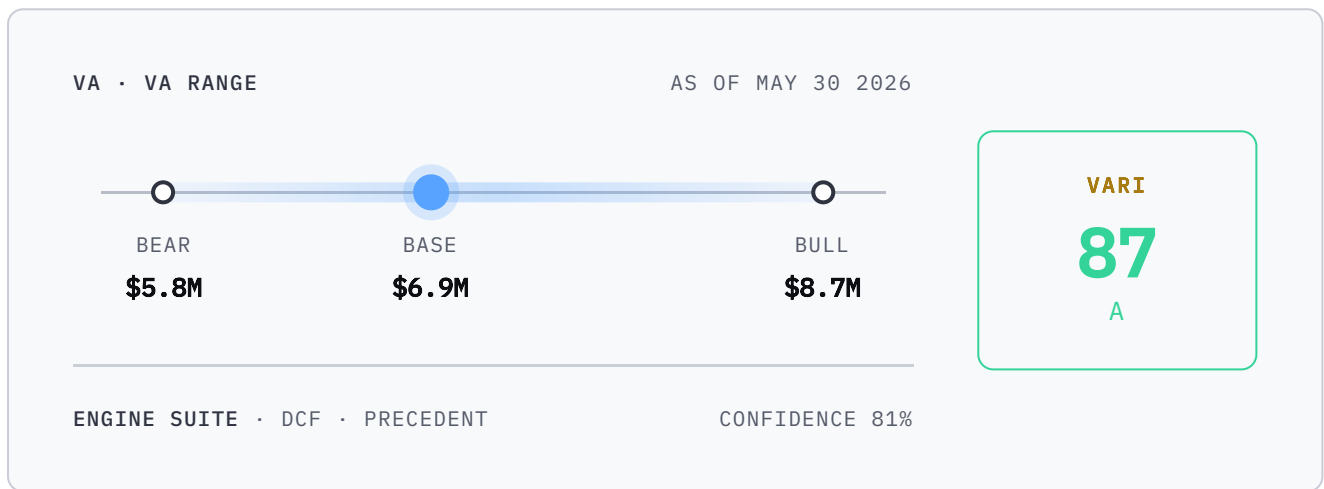 VA · VA RANGE AS OF MAY 30 2026
BEAR BASE BULL
$5.8M $6.9M $8.7M
ENGINE SUITE · DCF · PRECEDENT CONFIDENCE 81%
VARI
87
A